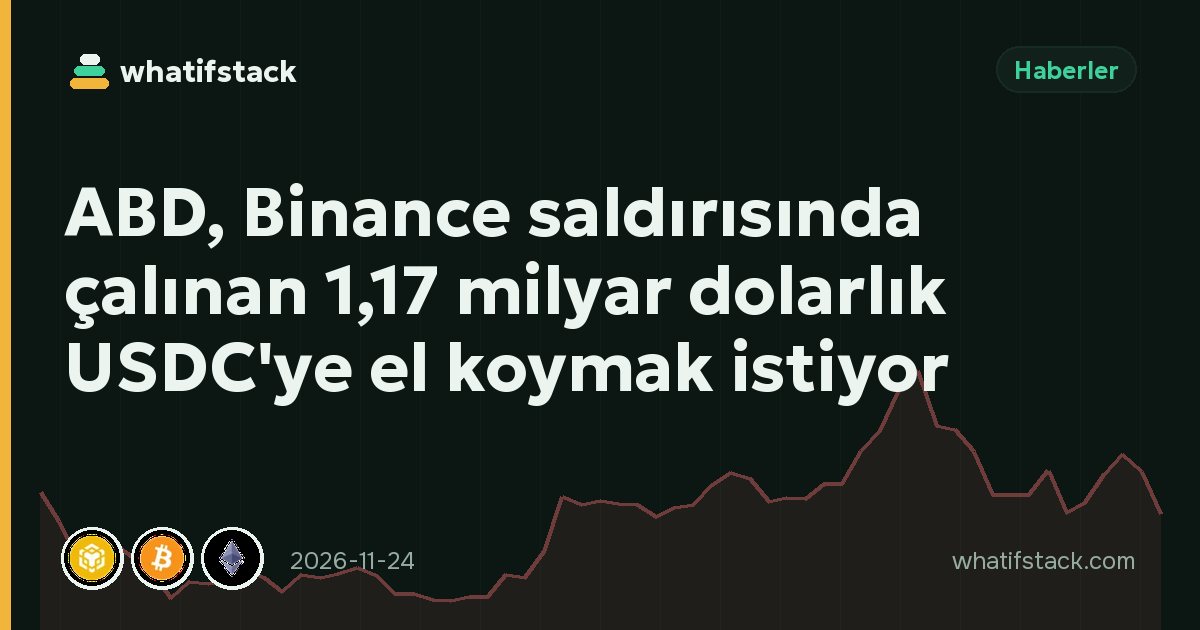 whatifstack
Haberler
ABD, Binance saldırısında
çalınan 1,17 milyar dolarlık
USDC'ye el koymak istiyor
2026-11-24
whatifstack.com